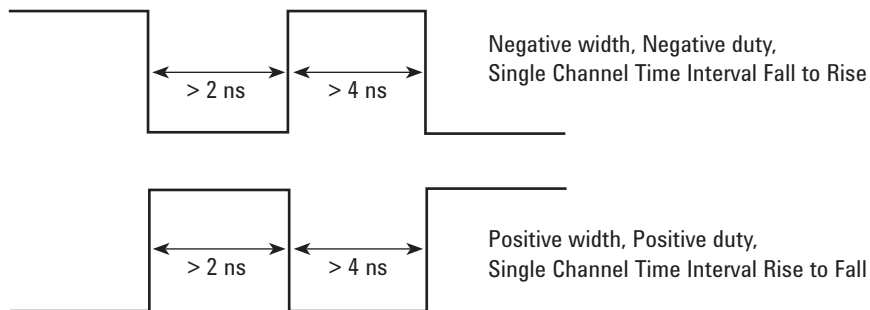 Negative width, Negative duty,
Single Channel Time Interval Fall to Rise
> 2 ns
> 4 ns
Positive width, Positive duty,
Single Channel Time Interval Rise to Fall
> 2 ns
> 4 ns